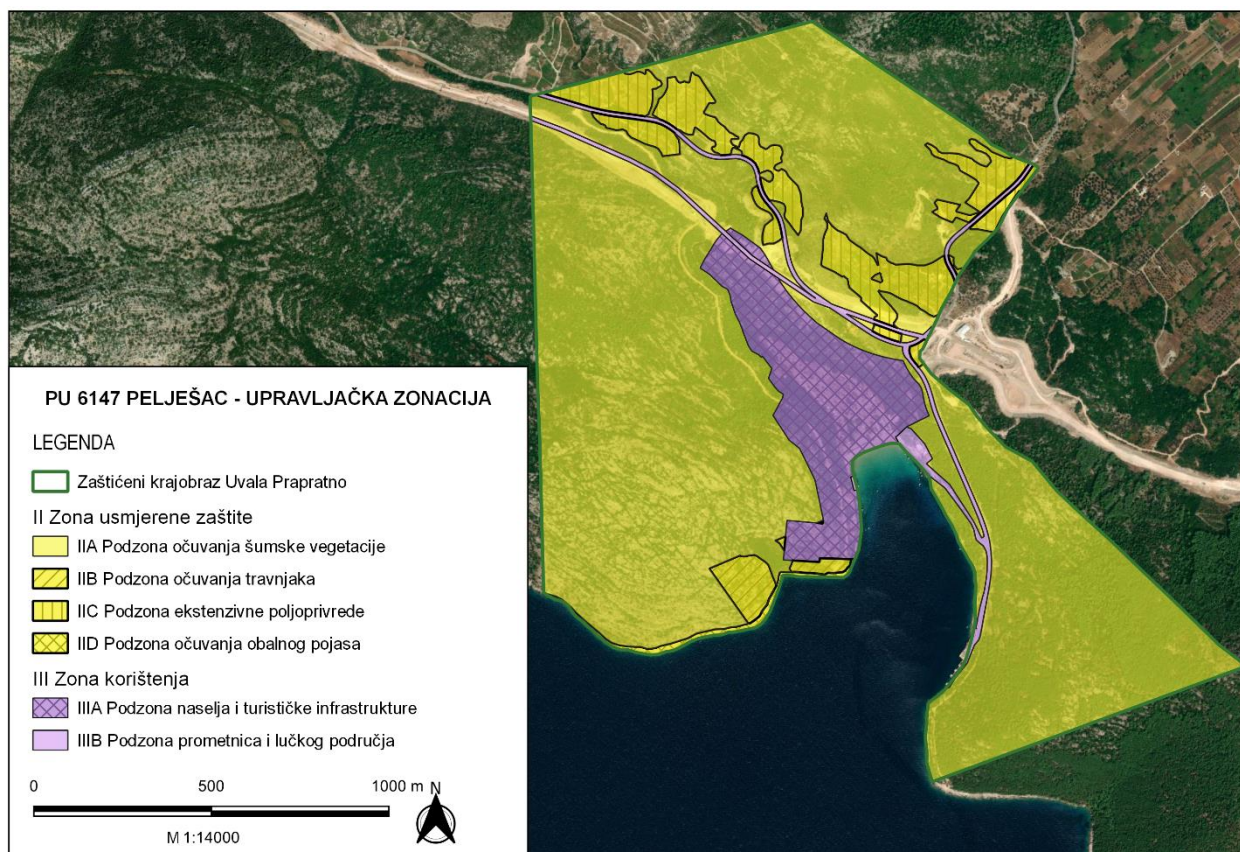 PU 6147 PELJEŠAC - UPRAVLJAČKA ZONACIJA
LEGENDA
Zaštićeni krajobraz Uvala Prapratno
II Zona usmjerene zaštite
IIA Podzona očuvanja šumske vegetacije
IIB Podzona očuvanja travnjaka
IIC Podzona ekstenzivne poljoprivrede
IID Podzona očuvanja obalnog pojasa
III Zona korištenja
IIIA Podzona naselja i turističke infrastrukture
IIIB Podzona prometnica i lučkog područja
0 500 1000 m N
M 1:14000